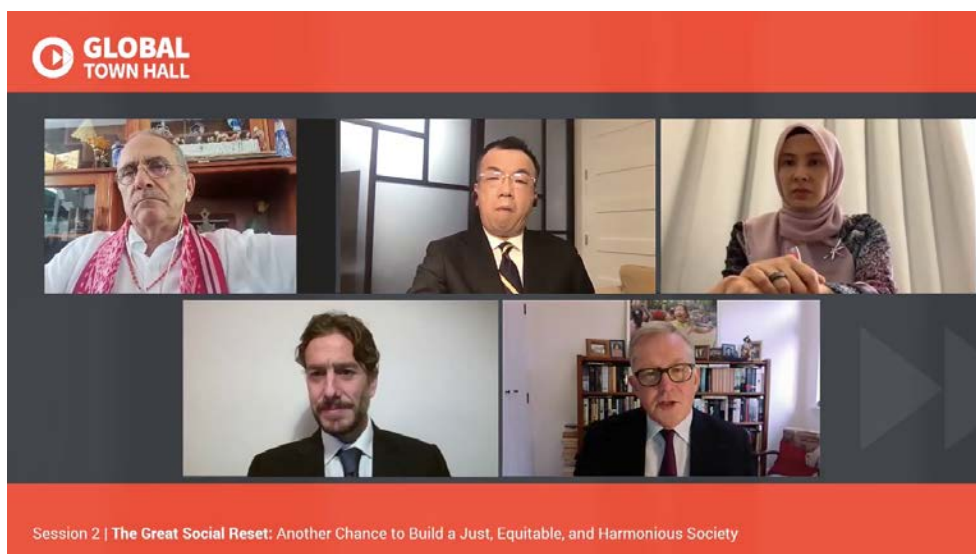 GLOBAL
TOWN HALL
Session 2 | The Great Social Reset: Another Chance to Build a Just, Equitable, and Harmonious Society